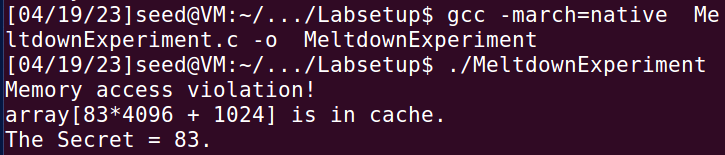 [04/19/23]seed@VM:~/.../Labsetup$ gcc -march=native  Me
ltdownExperiment.c -o  MeltdownExperiment
[04/19/23]seed@VM:~/.../Labsetup$ ./MeltdownExperiment
Memory access violation!
array[83*4096 + 1024] is in cache.
The Secret = 83.